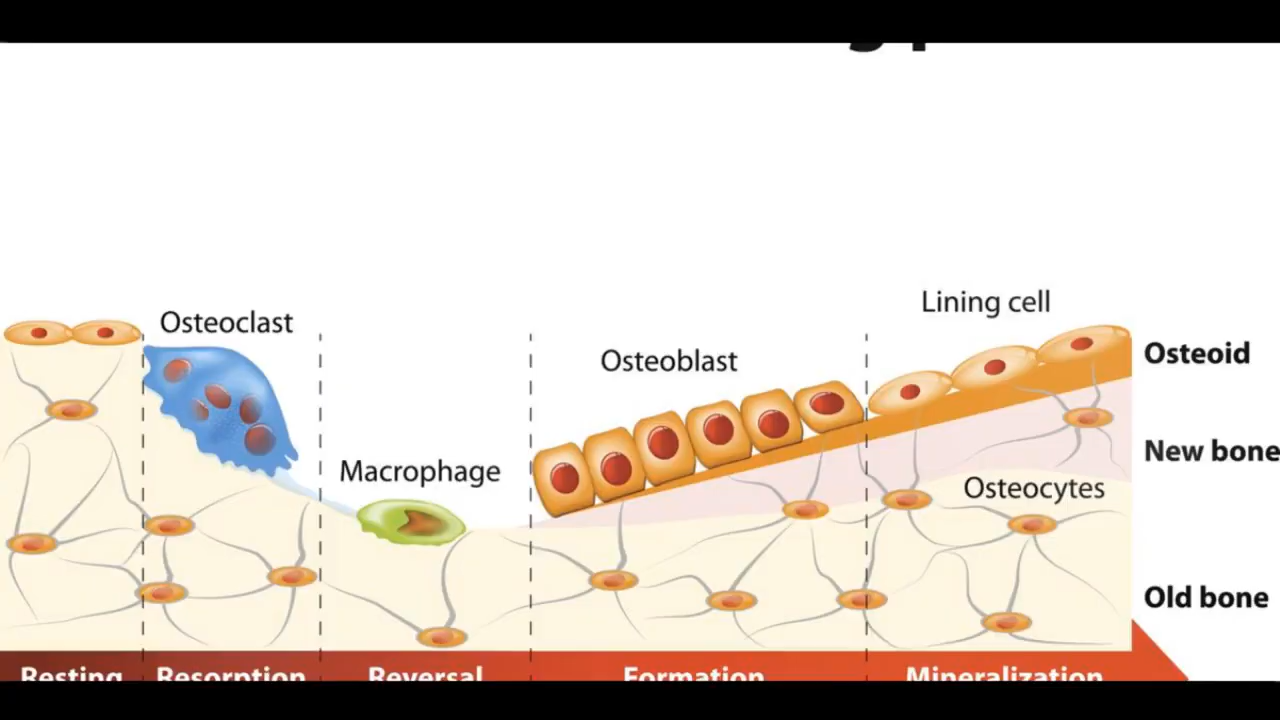 Lining cell
Osteoclast
Osteoblast
Osteoid
Macrophage
New bone
Osteocytes
Old bone
Resting
Resorption
Reversal
Formation
Mineralization